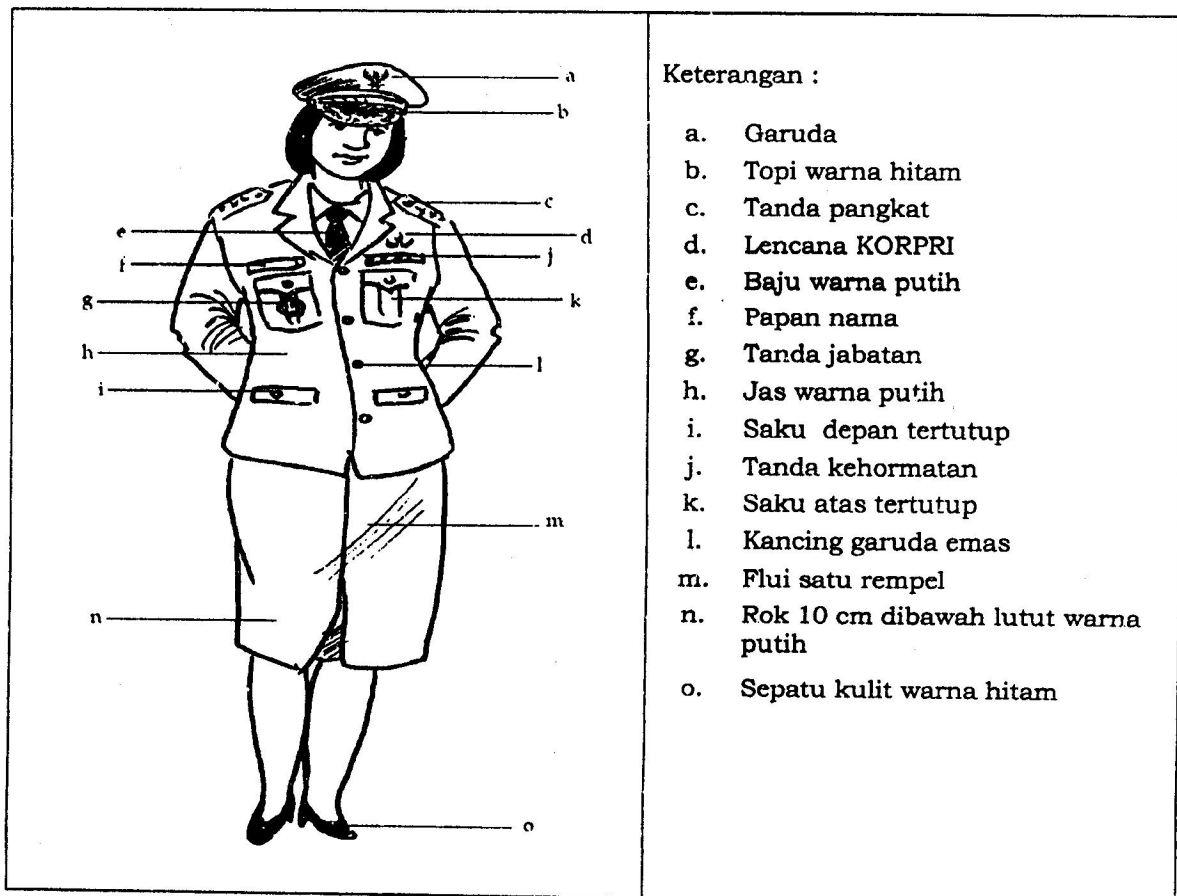 a
b
c
e
d
f
j
g
k
h
l
i
m
n
o
Keterangan :
a. Garuda
b. Topi warna hitam
c. Tanda pangkat
d. Lencana KORPRI
e. Baju warna putih
f. Papan nama
g. Tanda jabatan
h. Jas warna putih
i. Saku depan tertutup
j. Tanda kehormatan
k. Saku atas tertutup
l. Kancing garuda emas
m. Flui satu rempel
n. Rok 10 cm dibawah lutut warna
putih
o. Sepatu kulit warna hitam